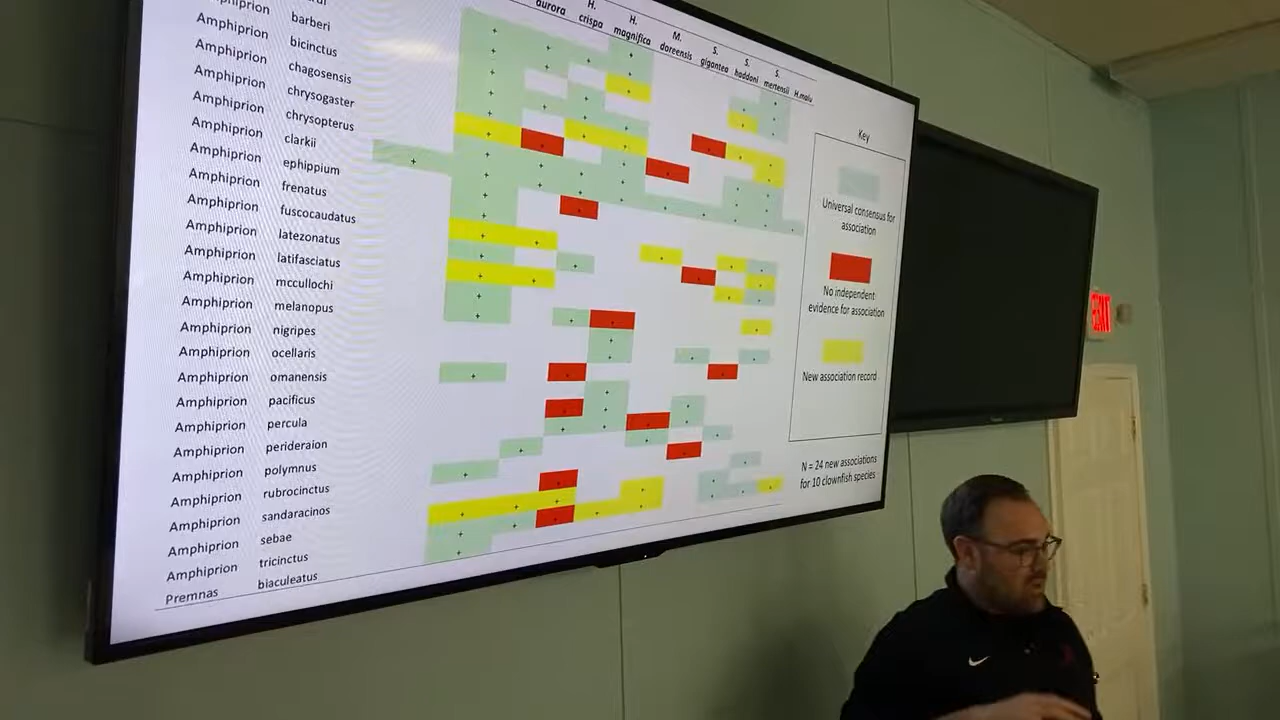 aurora
H.
crispa
H.
magnifica
M.
doreensis
S.
gigantea
S.
haddoni
S.
mertensii
H.malu
Amphiprion barberi
Amphiprion bicinctus
Amphiprion chagosensis
Amphiprion chrysogaster
Amphiprion chrysopterus
Amphiprion clarkii
Amphiprion ephippium
Amphiprion frenatus
Amphiprion fuscocaudatus
Amphiprion latezonatus
Amphiprion latifasciatus
Amphiprion mccullochi
Amphiprion melanopus
Amphiprion nigripes
Amphiprion ocellaris
Amphiprion omanensis
Amphiprion pacificus
Amphiprion percula
Amphiprion perideraion
Amphiprion polymnus
Amphiprion rubrocinctus
Amphiprion sandaracinos
Amphiprion sebae
Amphiprion tricinctus
Premnas biaculeatus
Key
Universal consensus for
association
No independent
evidence for association
New association record
N = 24 new associations
for 10 clownfish species